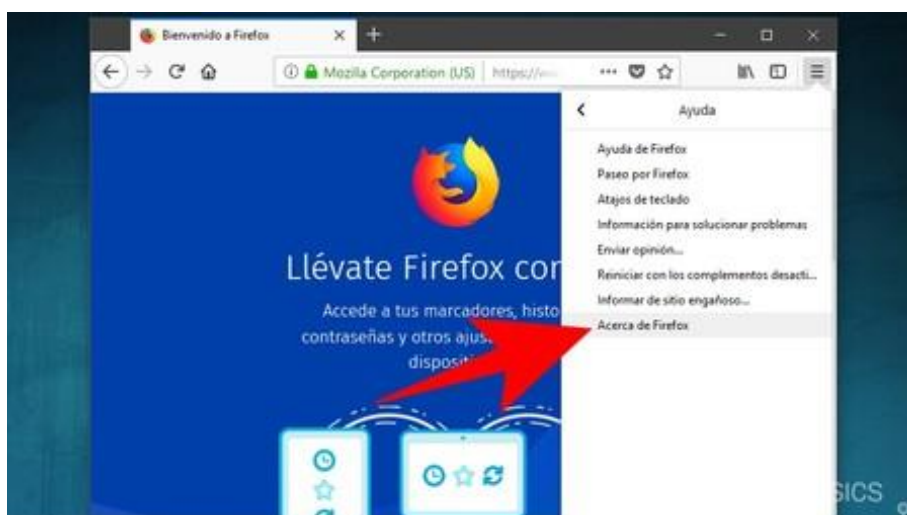 Bienvenido a Firefox
Mozilla Corporation (US) https://
Ayuda
Ayuda de Firefox
Paseo por Firefox
Atajos de teclado
Información para solucionar problemas
Enviar opinión...
Reiniciar con los complementos desacti...
Informar de sitio engañoso...
Acerca de Firefox
Llévate Firefox con
Accede a tus marcadores, histo
contraseñas y otros ajus
disposit
SICS